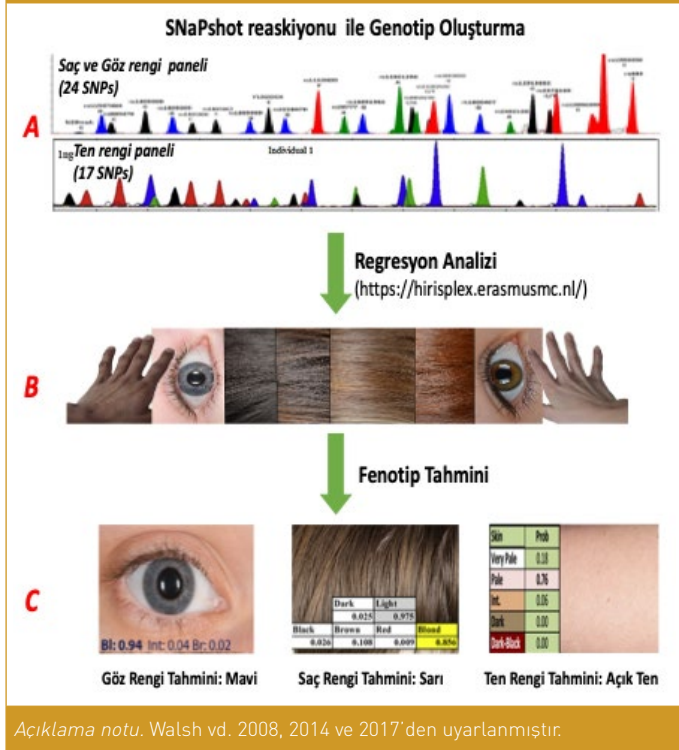 SNaPshot reaskiyonu ile Genotip Oluşturma
Saç ve Göz rengi paneli
(24 SNPs)
A
1ng
Ten rengi paneli
(17 SNPs)
Individual 1
Regresyon Analizi
(https://hirisplex.erasmusmc.nl/)
B
Fenotip Tahmini
C
Bl: 0.94 Int: 0.04 Br: 0.02
Dark Light
0.025 0.975
Black Brown Red Blond
0.026 0.108 0.009 0.856
Skin Prob
Very Pale 0.18
Pale 0.76
Int. 0.06
Dark 0.00
Dark-Black 0.00
Göz Rengi Tahmini: Mavi
Saç Rengi Tahmini: Sarı
Ten Rengi Tahmini: Açık Ten
Açıklama notu. Walsh vd. 2008, 2014 ve 2017'den uyarlanmıştır.